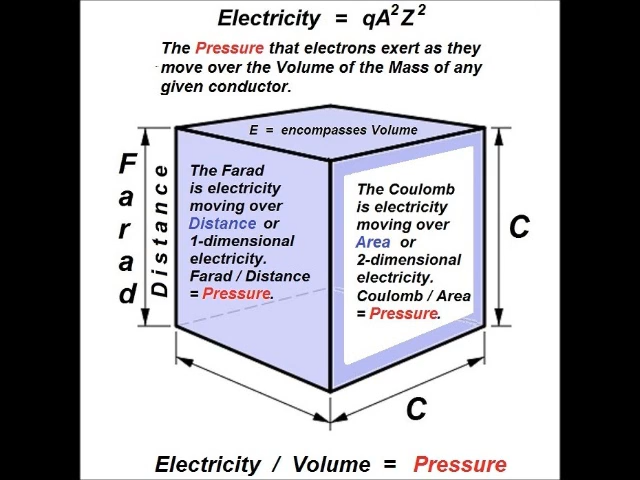 Electricity = qA²Z²
The Pressure that electrons exert as they
move over the Volume of the Mass of any
given conductor.
E = encompasses Volume
Farad
Distance
The Farad
is electricity
moving over
Distance or
1-dimensional
electricity.
Farad / Distance
= Pressure.
The Coulomb
is electricity
moving over
Area or
2-dimensional
electricity.
Coulomb / Area
= Pressure.
C
C
Electricity / Volume = Pressure